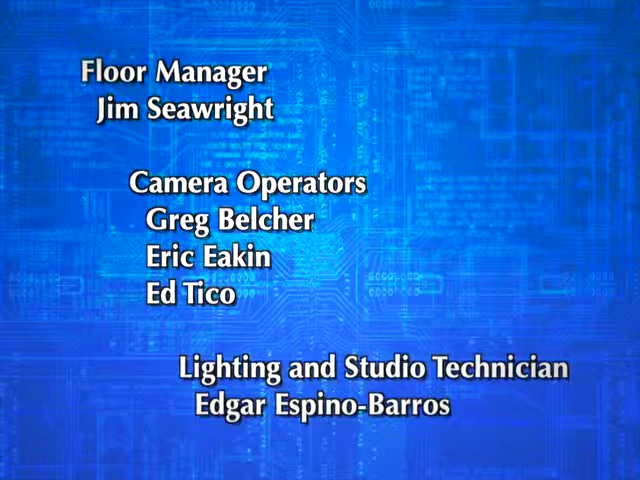 Floor Manager
Jim Seawright
Camera Operators
Greg Belcher
Eric Eakin
Ed Tico
Lighting and Studio Technician
Edgar Espino-Barros